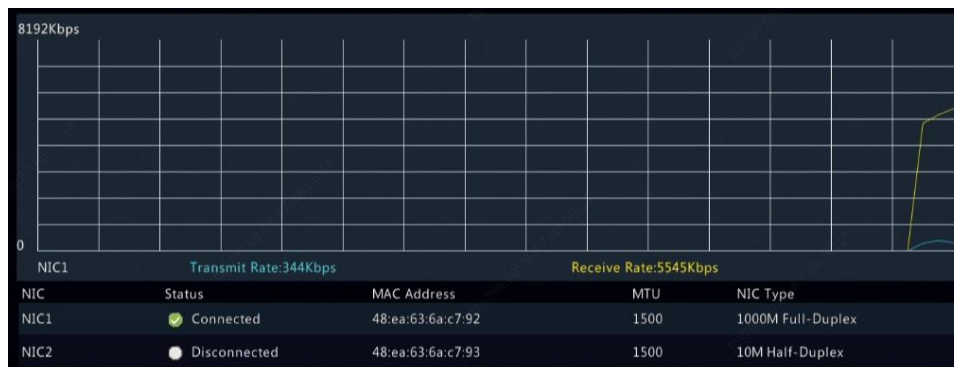 8192Kbps
0
NIC1 Transmit Rate:344Kbps Receive Rate:5545Kbps
NIC Status MAC Address MTU NIC Type
NIC1 Connected 48:ea:63:6a:c7:92 1500 1000M Full-Duplex
NIC2 Disconnected 48:ea:63:6a:c7:93 1500 10M Half-Duplex